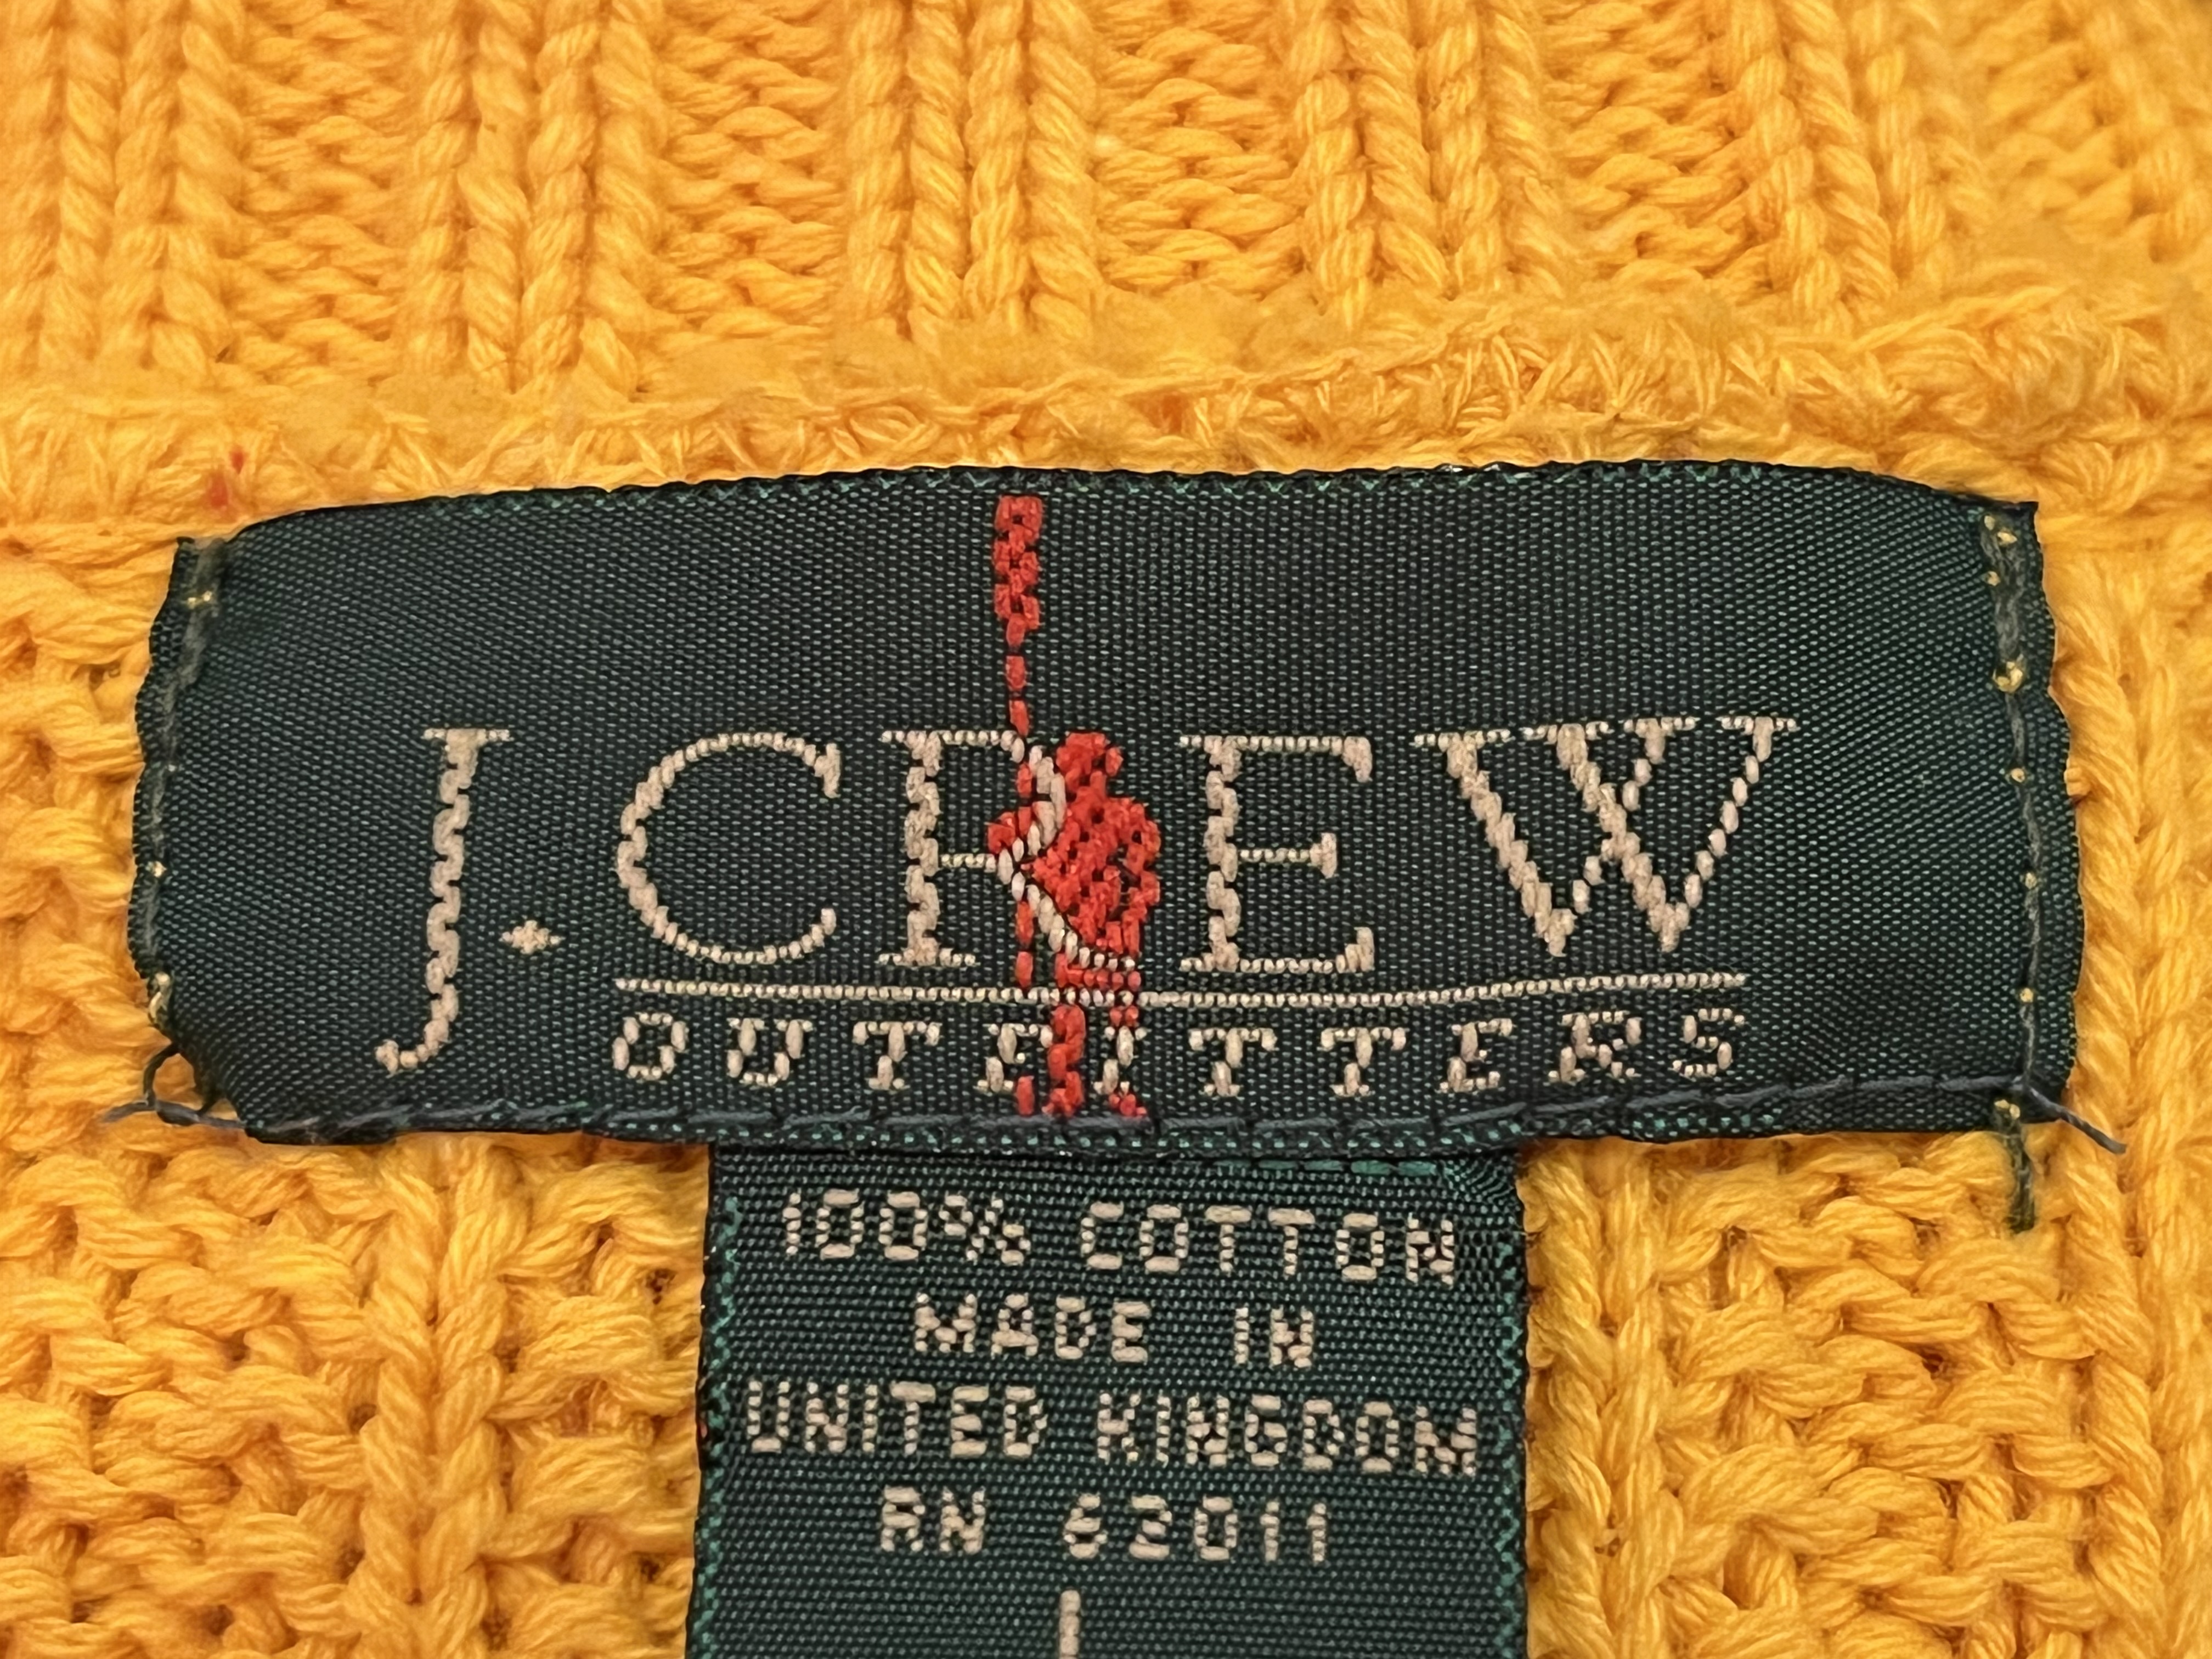 J.CREW
OUTFITTERS
100% COTTON
MADE IN
UNITED KINGDOM
RN 62011